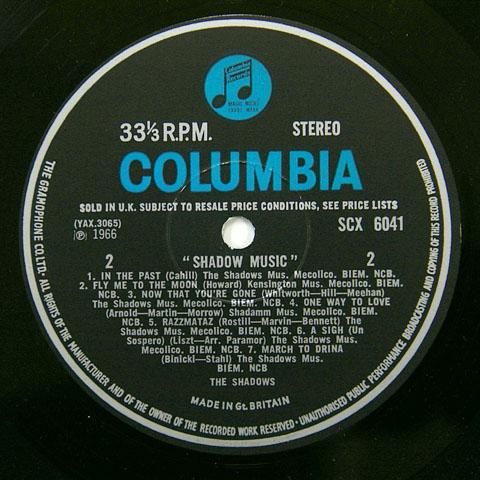 Columbia
Records
MAGIC NOTES
TRADE MARK
33⅓ R.P.M.
STEREO
COLUMBIA
SOLD IN U.K. SUBJECT TO RESALE PRICE CONDITIONS, SEE PRICE LISTS
(YAX.3065)
SCX 6041
℗ 1966
2 "SHADOW MUSIC" 2
1. IN THE PAST (Cahill) The Shadows Mus. Mecolico. BIEM. NCB.
2. FLY ME TO THE MOON (Howard) Kensington Mus. Mecolico. BIEM.
NCB. 3. NOW THAT YOU'RE GONE (Whitworth—Hill—Meehan)
The Shadows Mus. Mecolico. BIEM. NCB. 4. ONE WAY TO LOVE
(Arnold—Martin—Morrow) Shadamm Mus. Mecolico. BIEM.
NCB. 5. RAZZMATAZ (Rostill—Marvin—Bennett) The Shadows
Mus. Mecolico. BIEM. NCB. 6. A SIGH (Un
Sospero) (Liszt—Arr. Paramor) The Shadows Mus.
Mecolico. BIEM. NCB. 7. MARCH TO DRINA
(Binicki—Stahl) The Shadows Mus.
BIEM. NCB
THE SHADOWS
MADE IN Gt. BRITAIN
THE GRAMOPHONE CO. LTD. · ALL RIGHTS OF THE MANUFACTURER AND OF THE OWNER OF THE RECORDED WORK RESERVED · UNAUTHORISED PUBLIC PERFORMANCE BROADCASTING AND COPYING OF THIS RECORD PROHIBITED